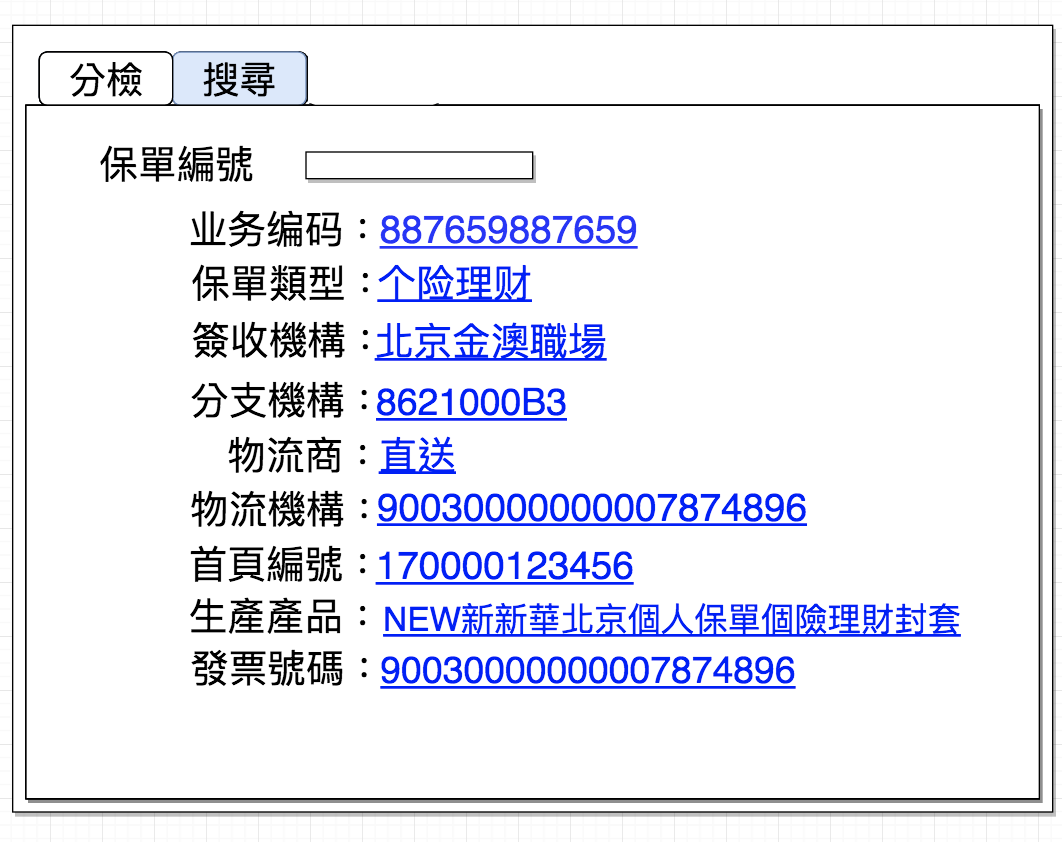 分檢 搜尋
保單編號
业务编码：887659887659
保單類型：个险理财
簽收機構：北京金澳職場
分支機構：8621000B3
物流商：直送
物流機構：90030000000007874896
首頁編號：170000123456
生產產品：NEW新新華北京個人保單個險理財封套
發票號碼：90030000000007874896